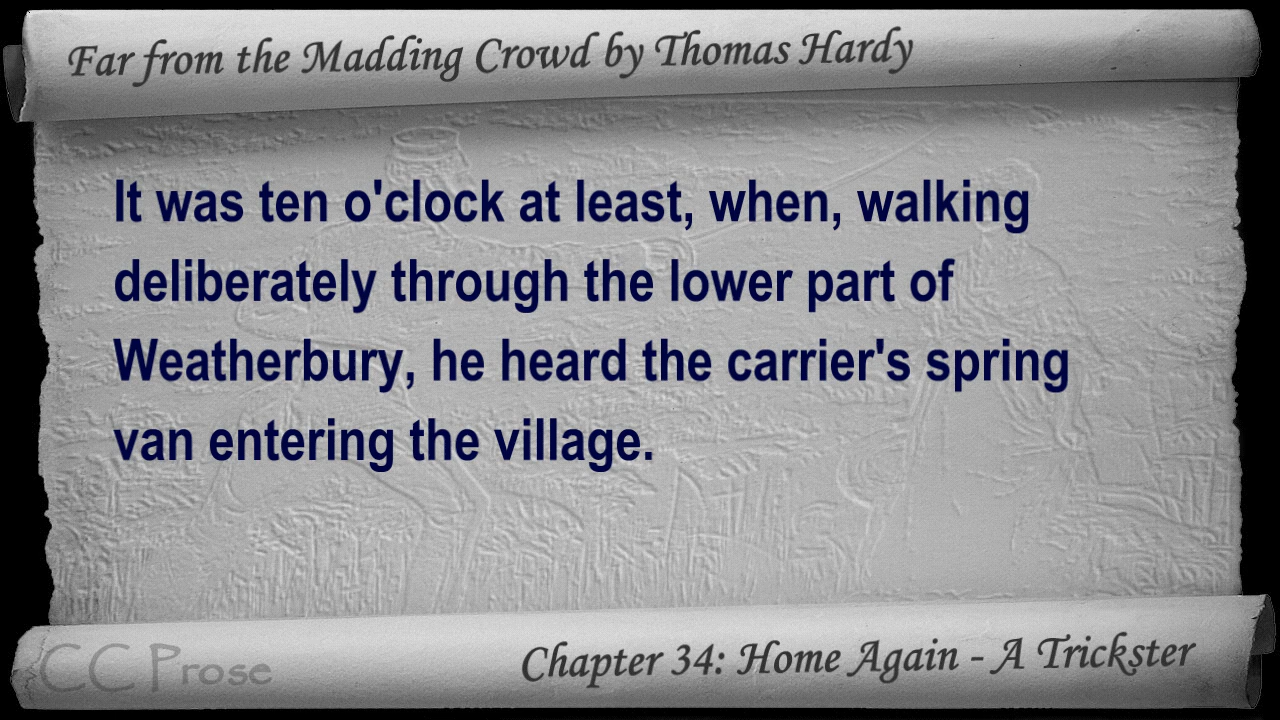 Far from the Madding Crowd by Thomas Hardy
It was ten o'clock at least, when, walking
deliberately through the lower part of
Weatherbury, he heard the carrier's spring
van entering the village.
CC Prose
Chapter 34: Home Again - A Trickster